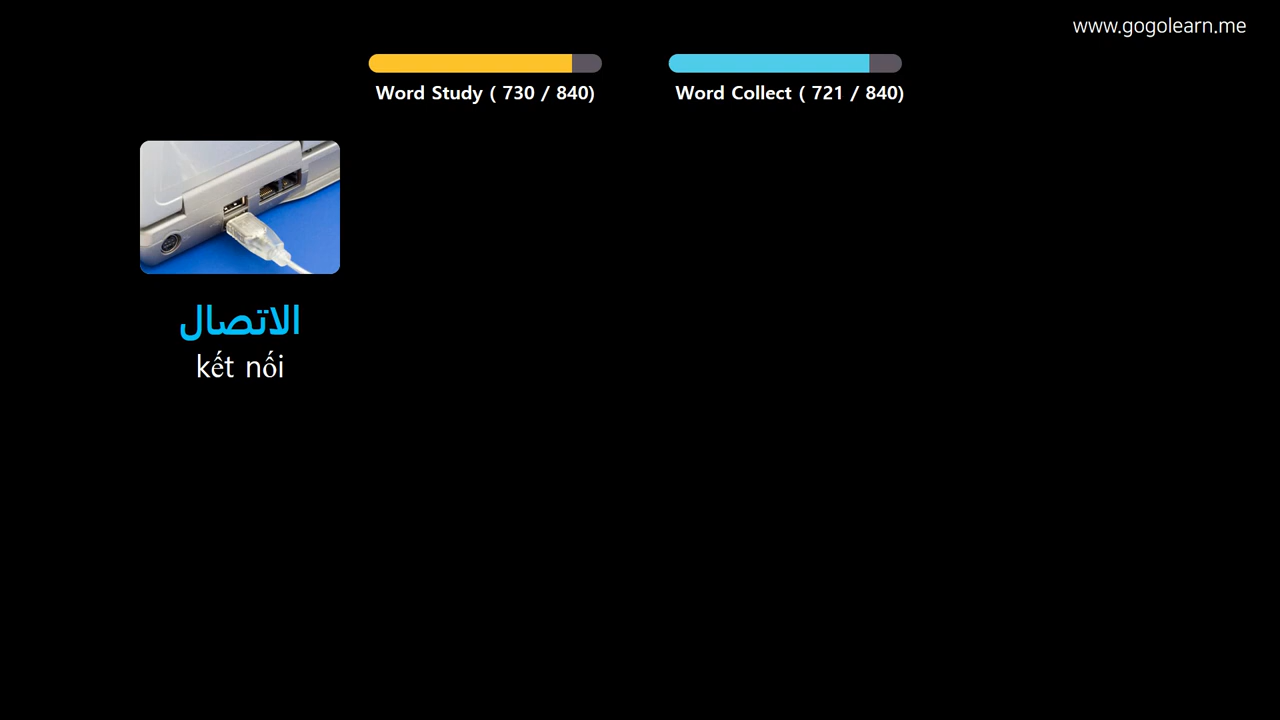 www.gogolearn.me
Word Study ( 730 / 840)
Word Collect ( 721 / 840)
الاتصال
kết nối